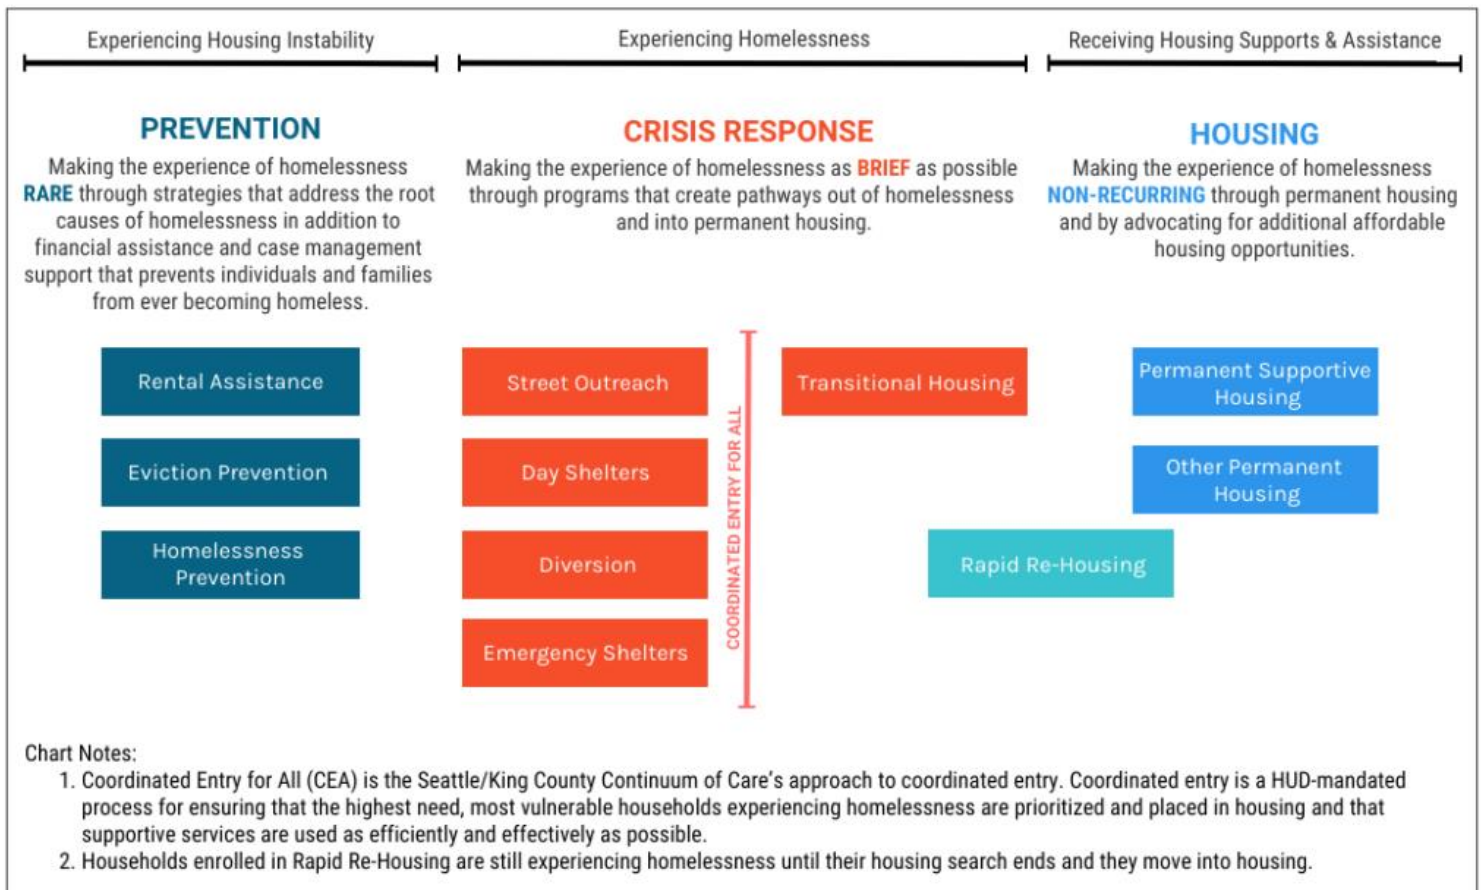 Experiencing Housing Instability
Experiencing Homelessness
Receiving Housing Supports & Assistance
PREVENTION
Making the experience of homelessness
RARE through strategies that address the root
causes of homelessness in addition to
financial assistance and case management
support that prevents individuals and families
from ever becoming homeless.
CRISIS RESPONSE
Making the experience of homelessness as BRIEF as possible
through programs that create pathways out of homelessness
and into permanent housing.
HOUSING
Making the experience of homelessness
NON-RECURRING through permanent housing
and by advocating for additional affordable
housing opportunities.
Rental Assistance
Eviction Prevention
Homelessness
Prevention
Street Outreach
Day Shelters
Diversion
Emergency Shelters
COORDINATED ENTRY FOR ALL
Transitional Housing
Rapid Re-Housing
Permanent Supportive
Housing
Other Permanent
Housing
Chart Notes:
1. Coordinated Entry for All (CEA) is the Seattle/King County Continuum of Care's approach to coordinated entry. Coordinated entry is a HUD-mandated
process for ensuring that the highest need, most vulnerable households experiencing homelessness are prioritized and placed in housing and that
supportive services are used as efficiently and effectively as possible.
2. Households enrolled in Rapid Re-Housing are still experiencing homelessness until their housing search ends and they move into housing.